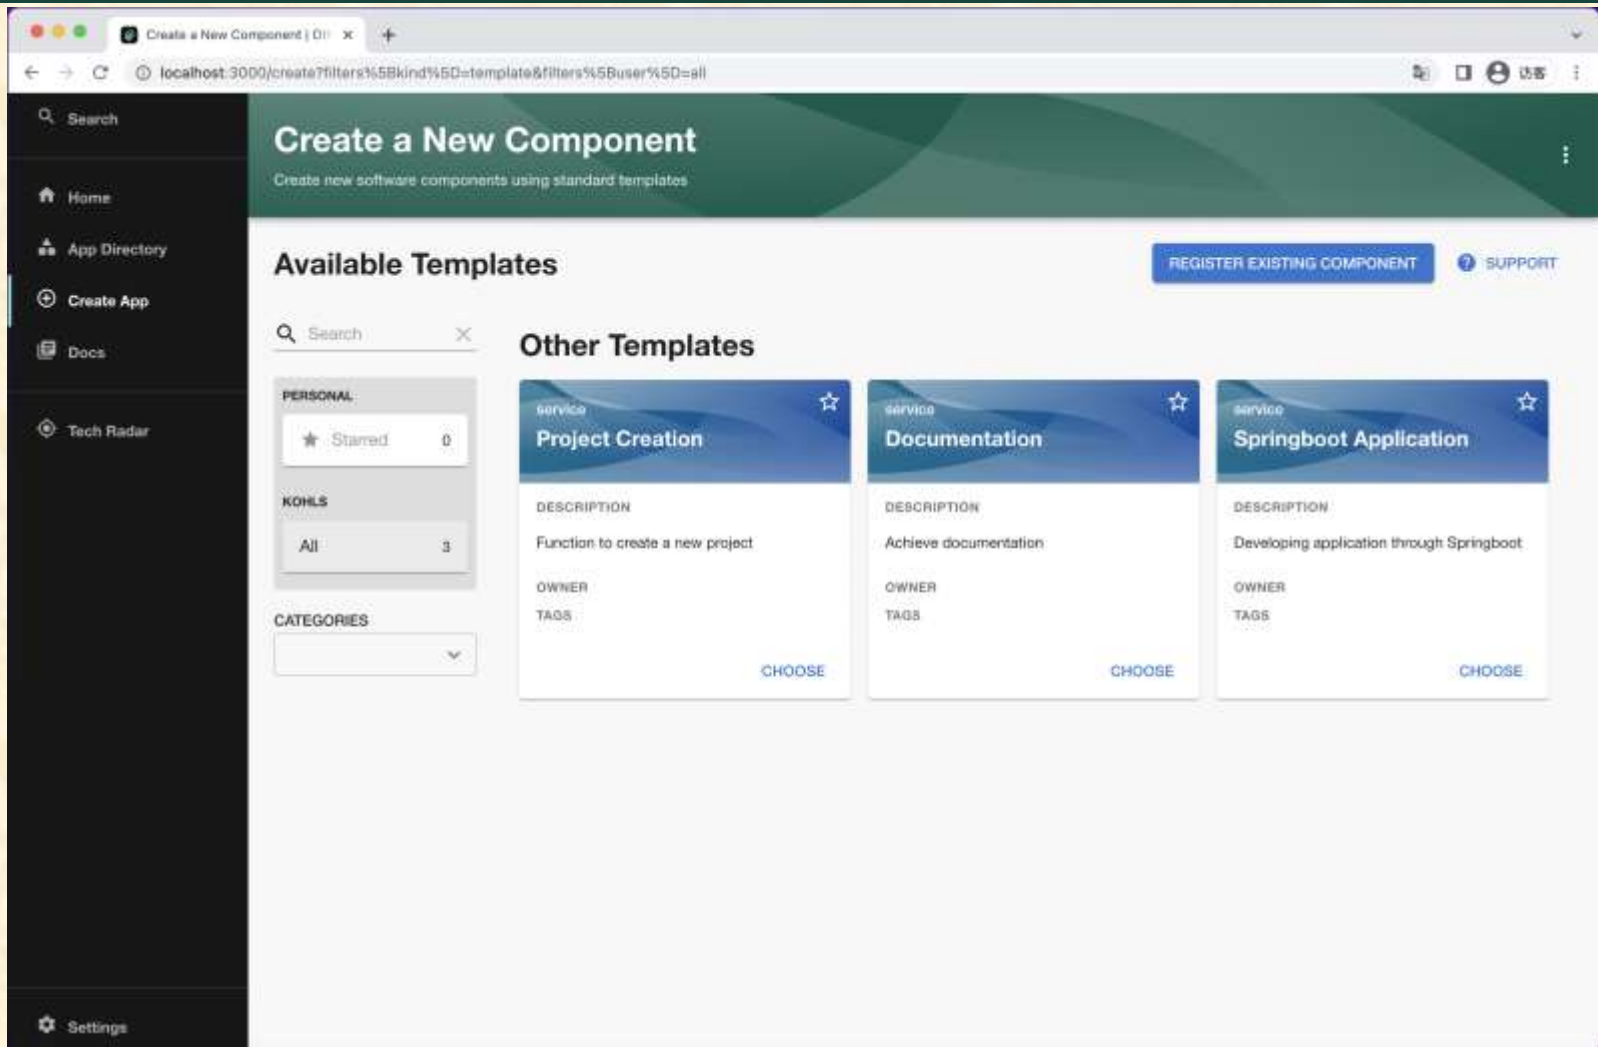 Create a New Component | DI
localhost:3000/create?filters%5Bkind%5D=template&filters%5Buser%5D=all
访客
Search
Home
App Directory
Create App
Docs
Tech Radar
Settings
Create a New Component
Create new software components using standard templates
Available Templates
REGISTER EXISTING COMPONENT
SUPPORT
Search
PERSONAL
Starred 0
KOHLS
All 3
CATEGORIES
Other Templates
service
Project Creation
DESCRIPTION
Function to create a new project
OWNER
TAGS
CHOOSE
service
Documentation
DESCRIPTION
Achieve documentation
OWNER
TAGS
CHOOSE
service
Springboot Application
DESCRIPTION
Developing application through Springboot
OWNER
TAGS
CHOOSE